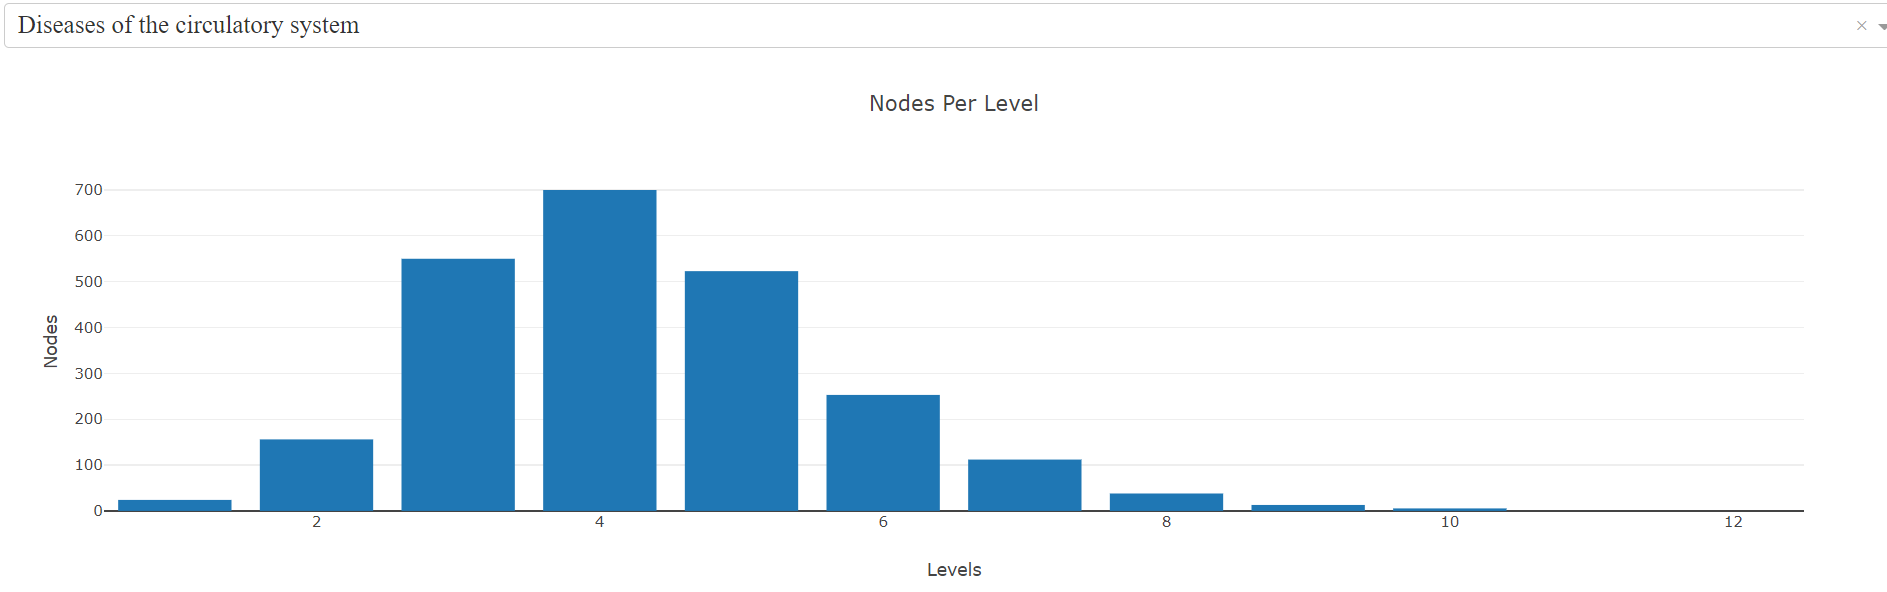 Diseases of the circulatory system
×
Nodes Per Level
700
600
500
400
300
200
100
0
Nodes
2 4 6 8 10 12
Levels